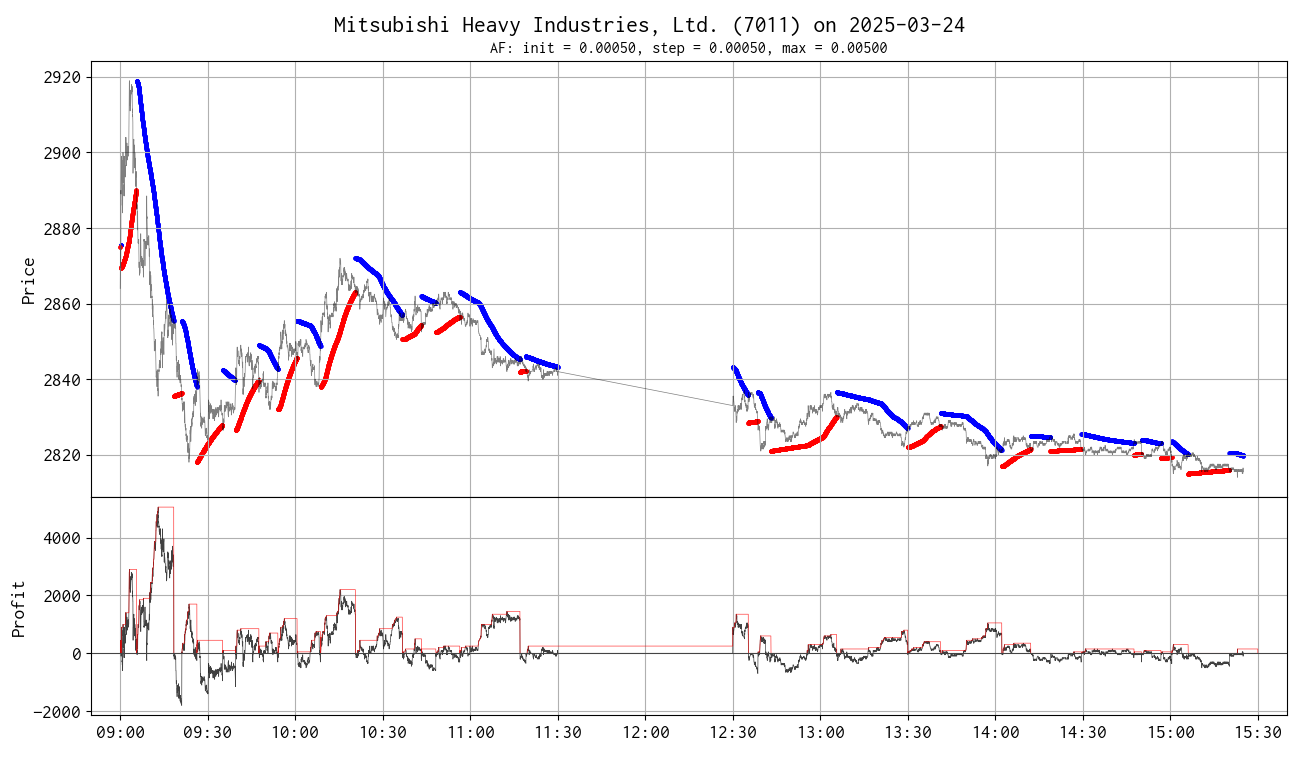 Mitsubishi Heavy Industries, Ltd. (7011) on 2025-03-24
AF: init = 0.00050, step = 0.00050, max = 0.00500
2920
2900
2880
2860
2840
2820
Price
4000
2000
0
−2000
Profit
09:00 09:30 10:00 10:30 11:00 11:30 12:00 12:30 13:00 13:30 14:00 14:30 15:00 15:30